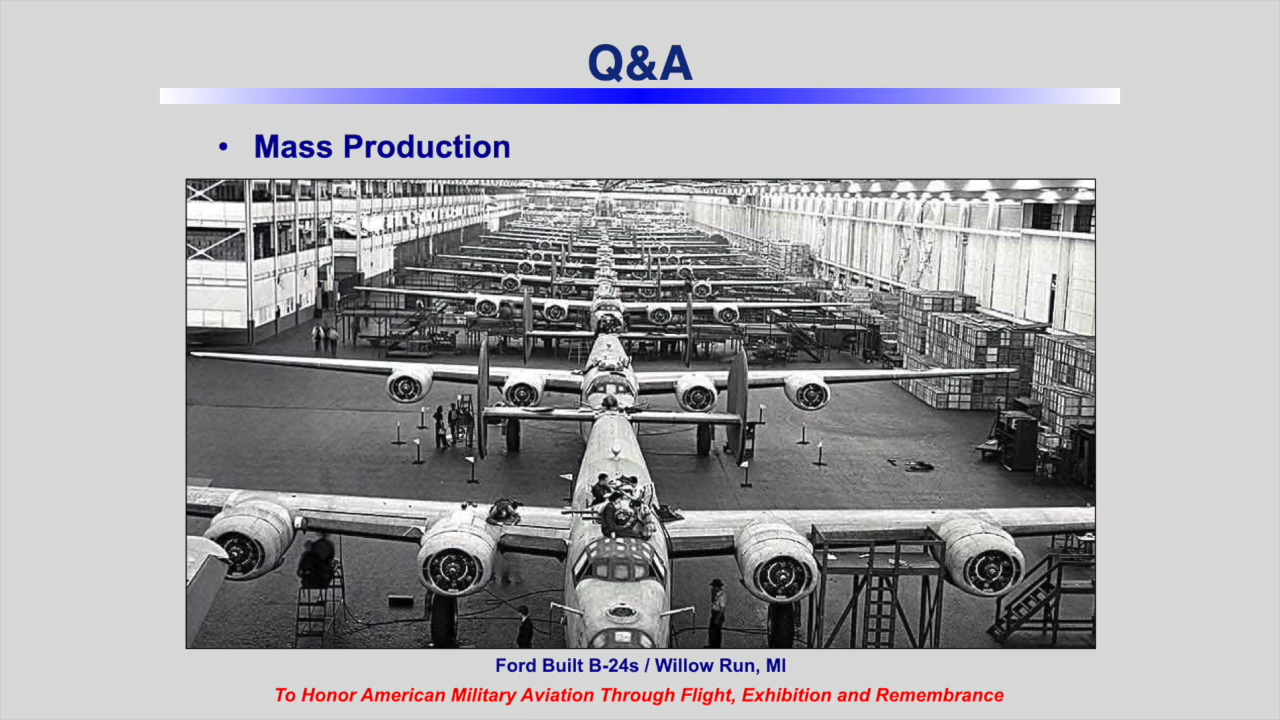 Q&A
• Mass Production
Ford Built B-24s / Willow Run, MI
To Honor American Military Aviation Through Flight, Exhibition and Remembrance